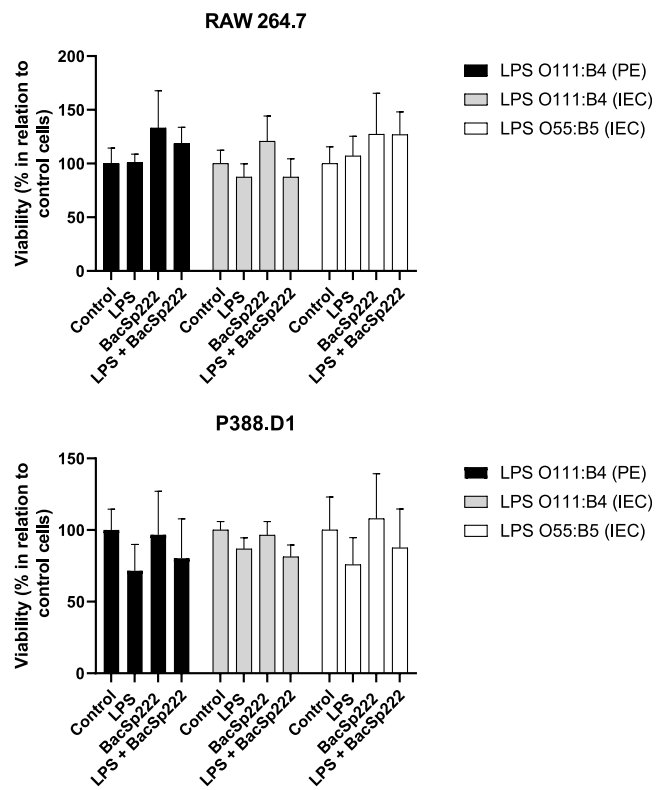 RAW 264.7
Viability (% in relation to
control cells)
200
150
100
50
0
Control
LPS
BacSp222
LPS + BacSp222
Control
LPS
BacSp222
LPS + BacSp222
Control
LPS
BacSp222
LPS + BacSp222
LPS O111:B4 (PE)
LPS O111:B4 (IEC)
LPS O55:B5 (IEC)
P388.D1
Viability (% in relation to
control cells)
150
100
50
0
Control
LPS
BacSp222
LPS + BacSp222
Control
LPS
BacSp222
LPS + BacSp222
Control
LPS
BacSp222
LPS + BacSp222
LPS O111:B4 (PE)
LPS O111:B4 (IEC)
LPS O55:B5 (IEC)